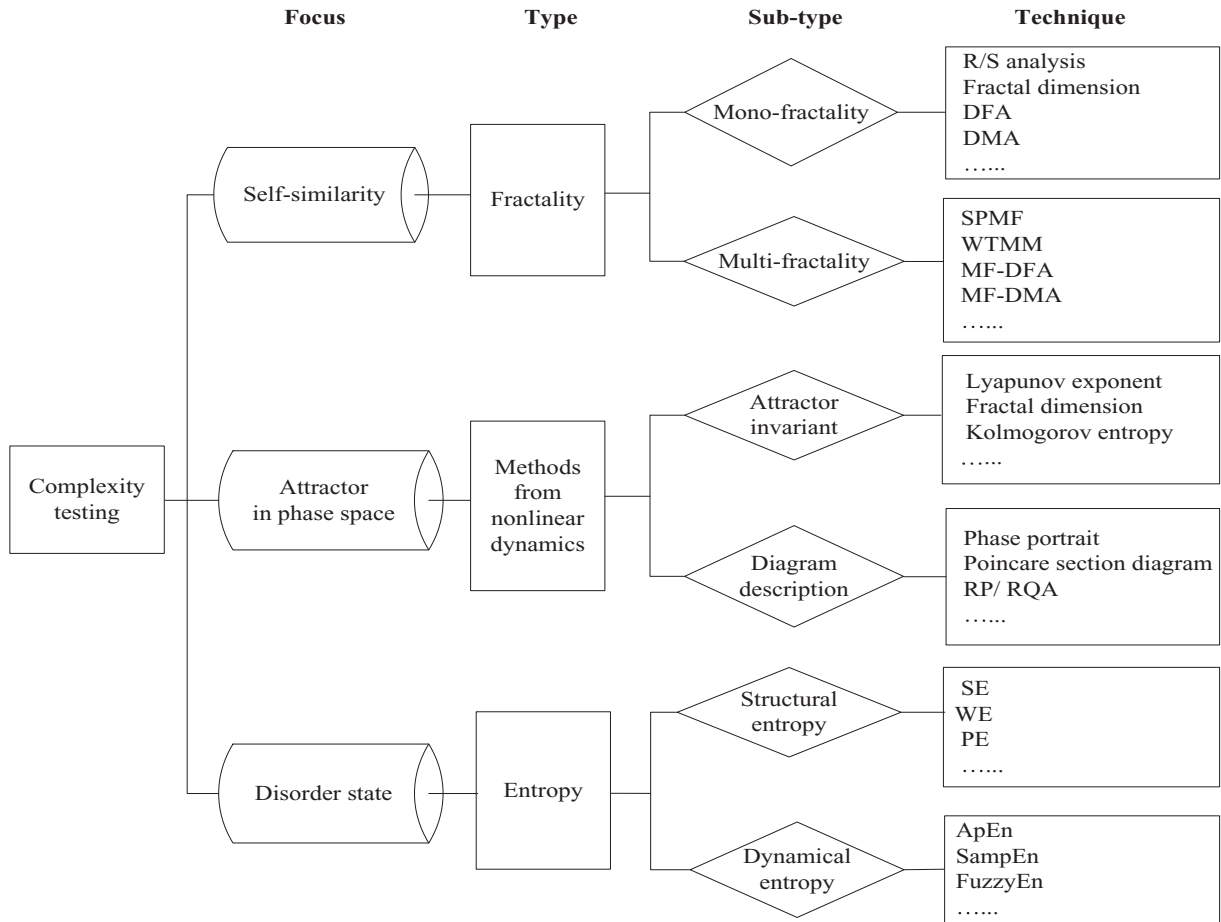 Focus
Type
Sub-type
Technique
Complexity
testing
Self-similarity
Fractality
Mono-fractality
R/S analysis
Fractal dimension
DFA
DMA
…...
Multi-fractality
SPMF
WTMM
MF-DFA
MF-DMA
…...
Attractor
in phase space
Methods
from
nonlinear
dynamics
Attractor
invariant
Lyapunov exponent
Fractal dimension
Kolmogorov entropy
…...
Diagram
description
Phase portrait
Poincare section diagram
RP/ RQA
…...
Disorder state
Entropy
Structural
entropy
SE
WE
PE
…...
Dynamical
entropy
ApEn
SampEn
FuzzyEn
…...